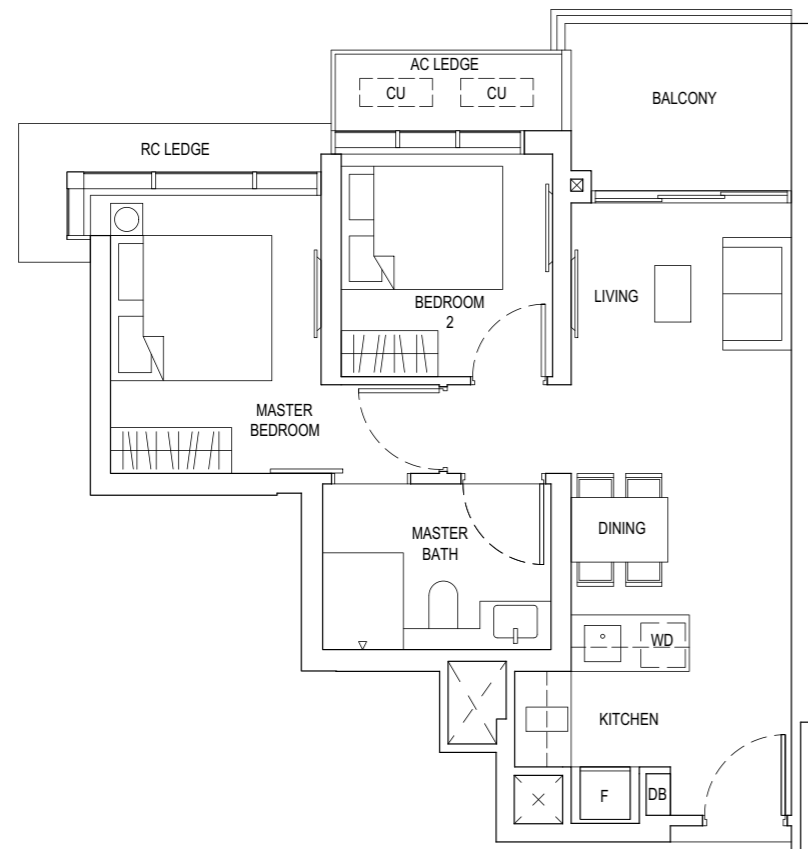 AC LEDGE
CU
CU
BALCONY
RC LEDGE
BEDROOM
2
LIVING
MASTER
BEDROOM
MASTER
BATH
DINING
WD
KITCHEN
F
DB